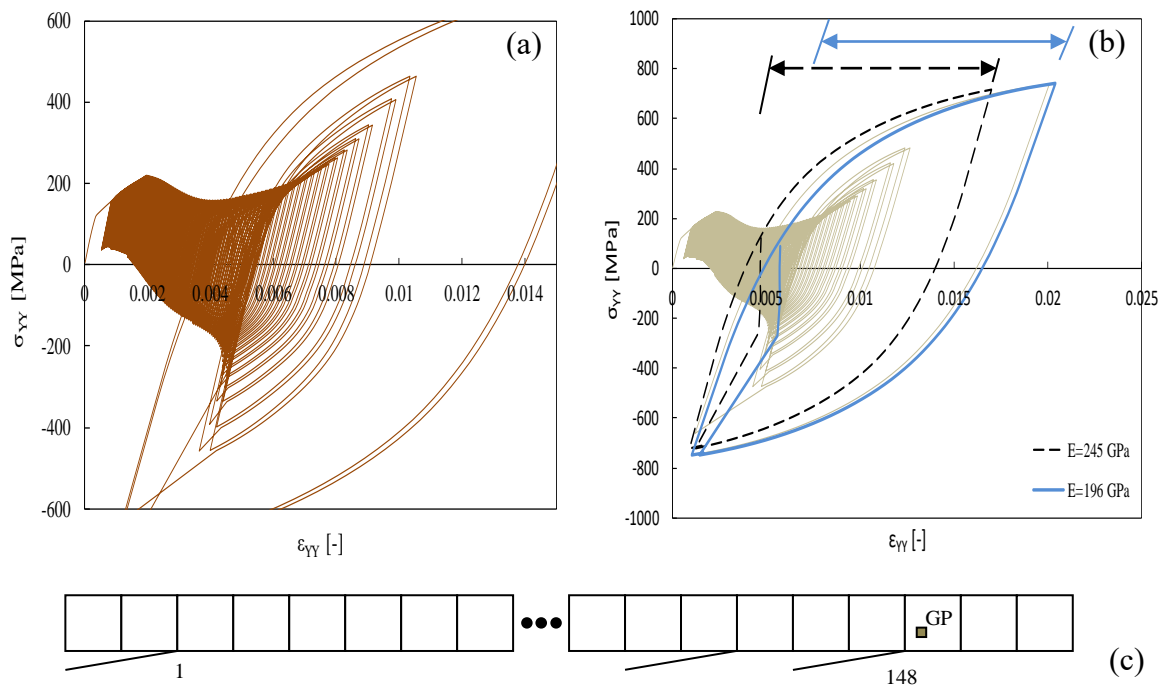 (a)
600
400
200
0
-200
-400
-600
0 0.002 0.004 0.006 0.008 0.01 0.012 0.014
σYY [MPa]
εYY [-]
(b)
1000
800
600
400
200
0
-200
-400
-600
-800
-1000
0 0.005 0.01 0.015 0.02 0.025
σYY [MPa]
εYY [-]
E=245 GPa
E=196 GPa
GP
1
148
(c)